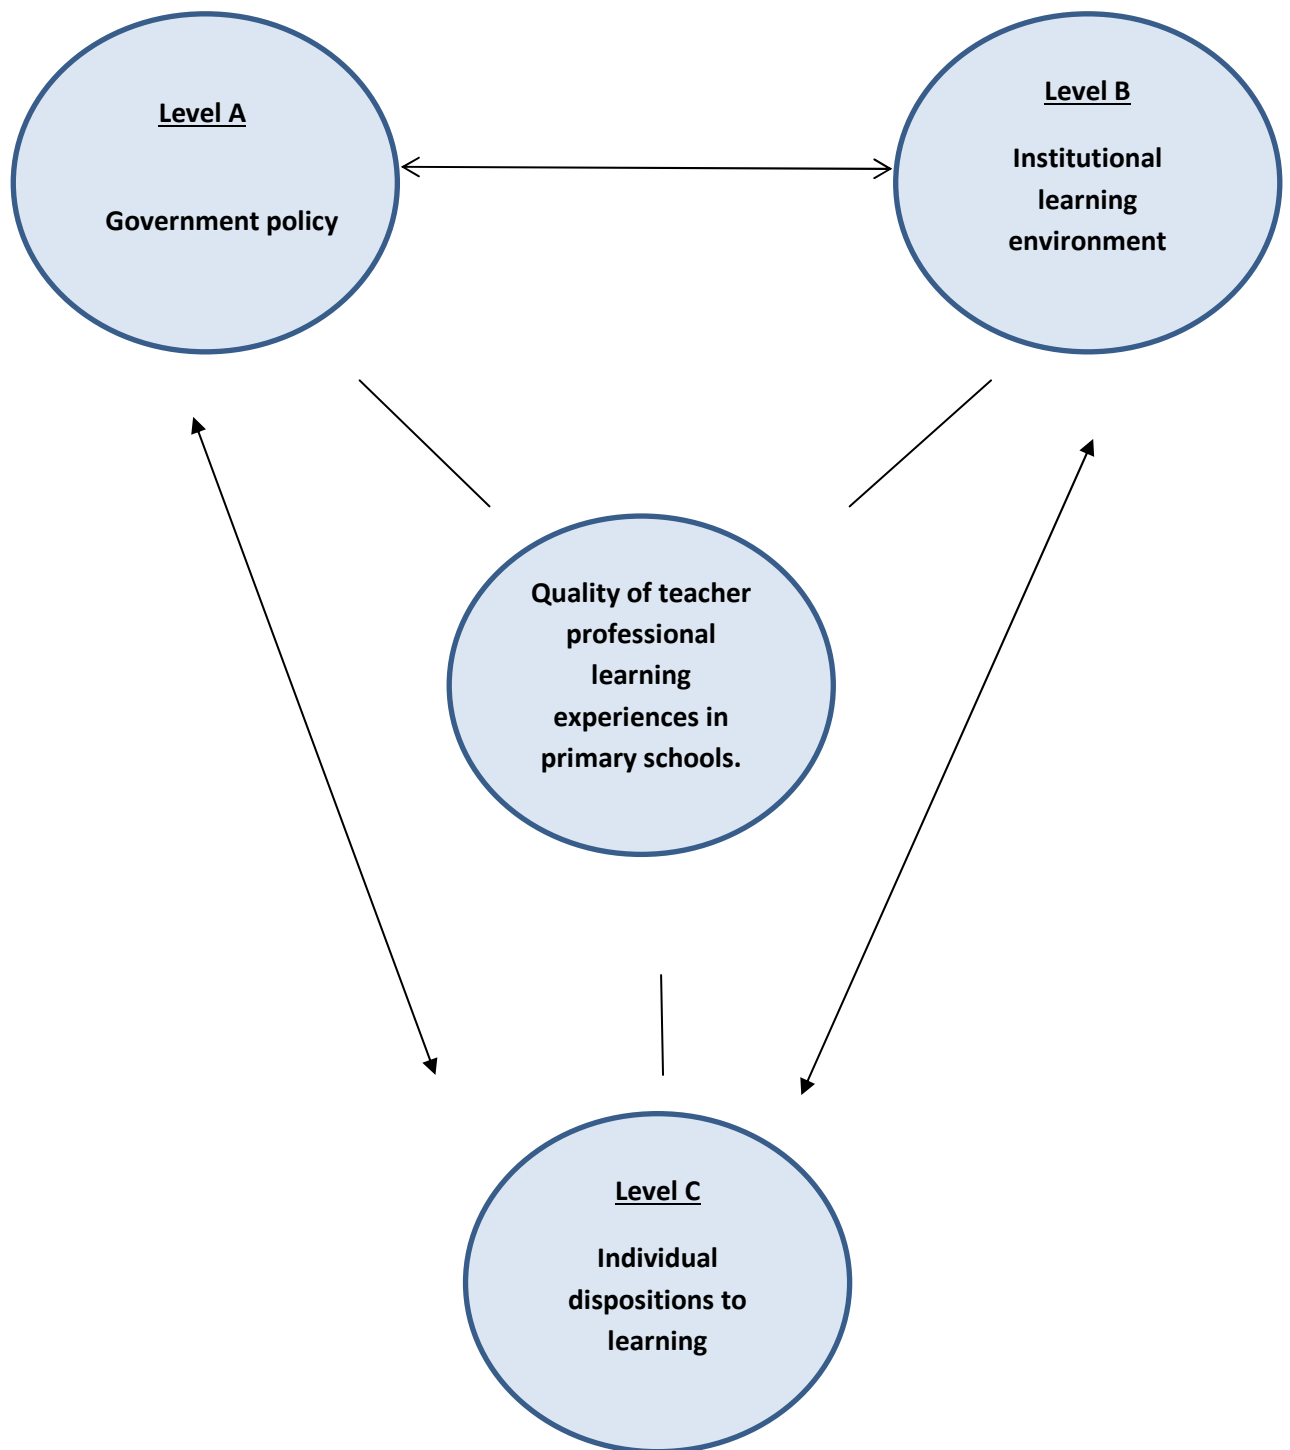 Level A
Government policy
Level B
Institutional
learning
environment
Quality of teacher
professional
learning
experiences in
primary schools.
Level C
Individual
dispositions to
learning